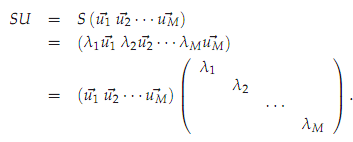 SU = S (u⃗₁ u⃗₂ ⋯ u⃗_M)
= (λ₁u⃗₁ λ₂u⃗₂ ⋯ λ_M u⃗_M)
= (u⃗₁ u⃗₂ ⋯ u⃗_M) ( λ₁
λ₂
⋯
λ_M ) .